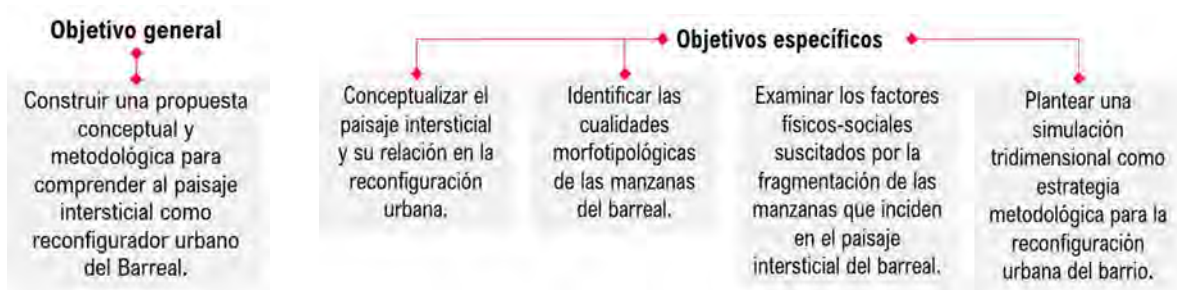 Objetivo general
Construir una propuesta
conceptual y
metodológica para
comprender al paisaje
intersticial como
reconfigurador urbano
del Barreal.
Objetivos específicos
Conceptualizar el
paisaje intersticial
y su relación en la
reconfiguración
urbana.
Identificar las
cualidades
morfotipológicas
de las manzanas
del barreal.
Examinar los factores
físicos-sociales
suscitados por la
fragmentación de las
manzanas que inciden
en el paisaje
intersticial del barreal.
Plantear una
simulación
tridimensional como
estrategia
metodológica para la
reconfiguración
urbana del barrio.